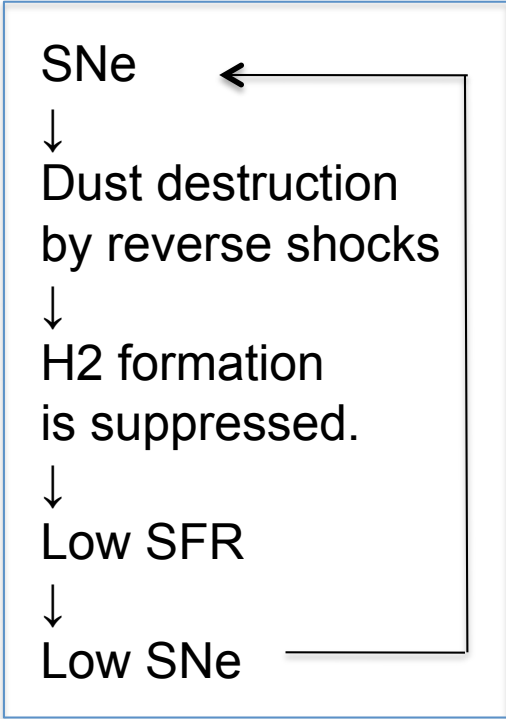 SNe
↓
Dust destruction
by reverse shocks
↓
H2 formation
is suppressed.
↓
Low SFR
↓
Low SNe